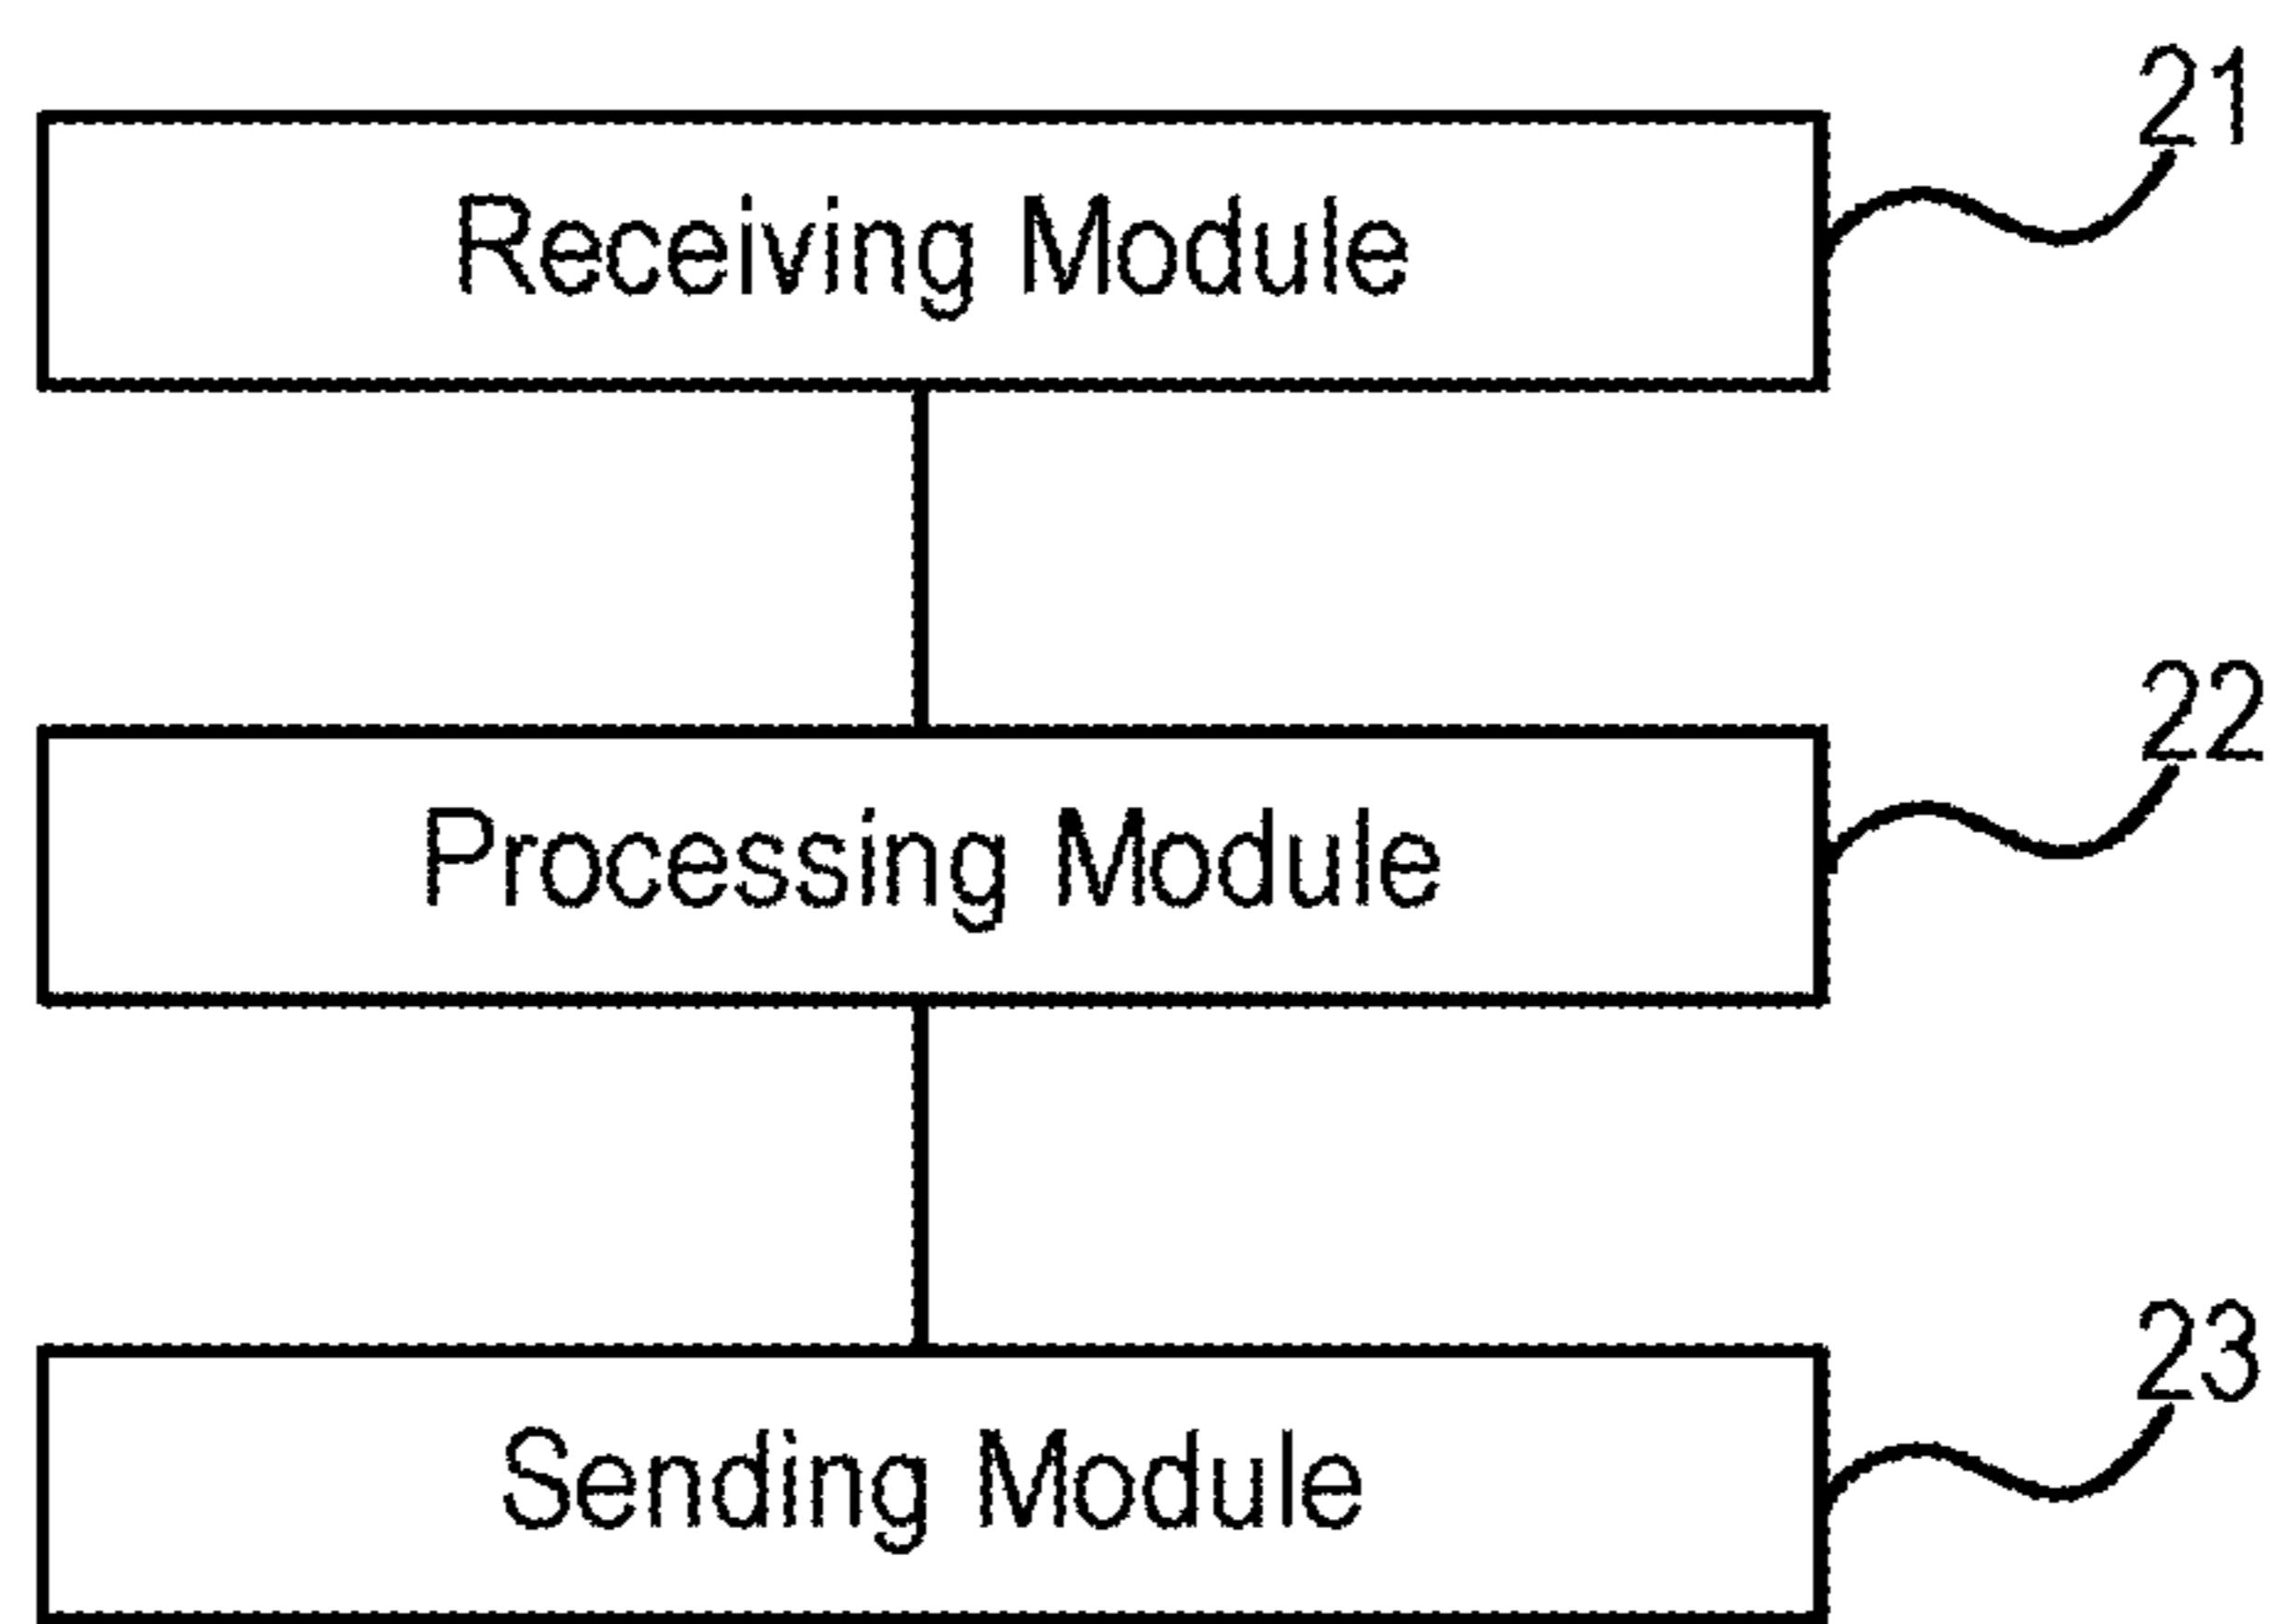 21
Receiving Module
22
Processing Module
23
Sending Module